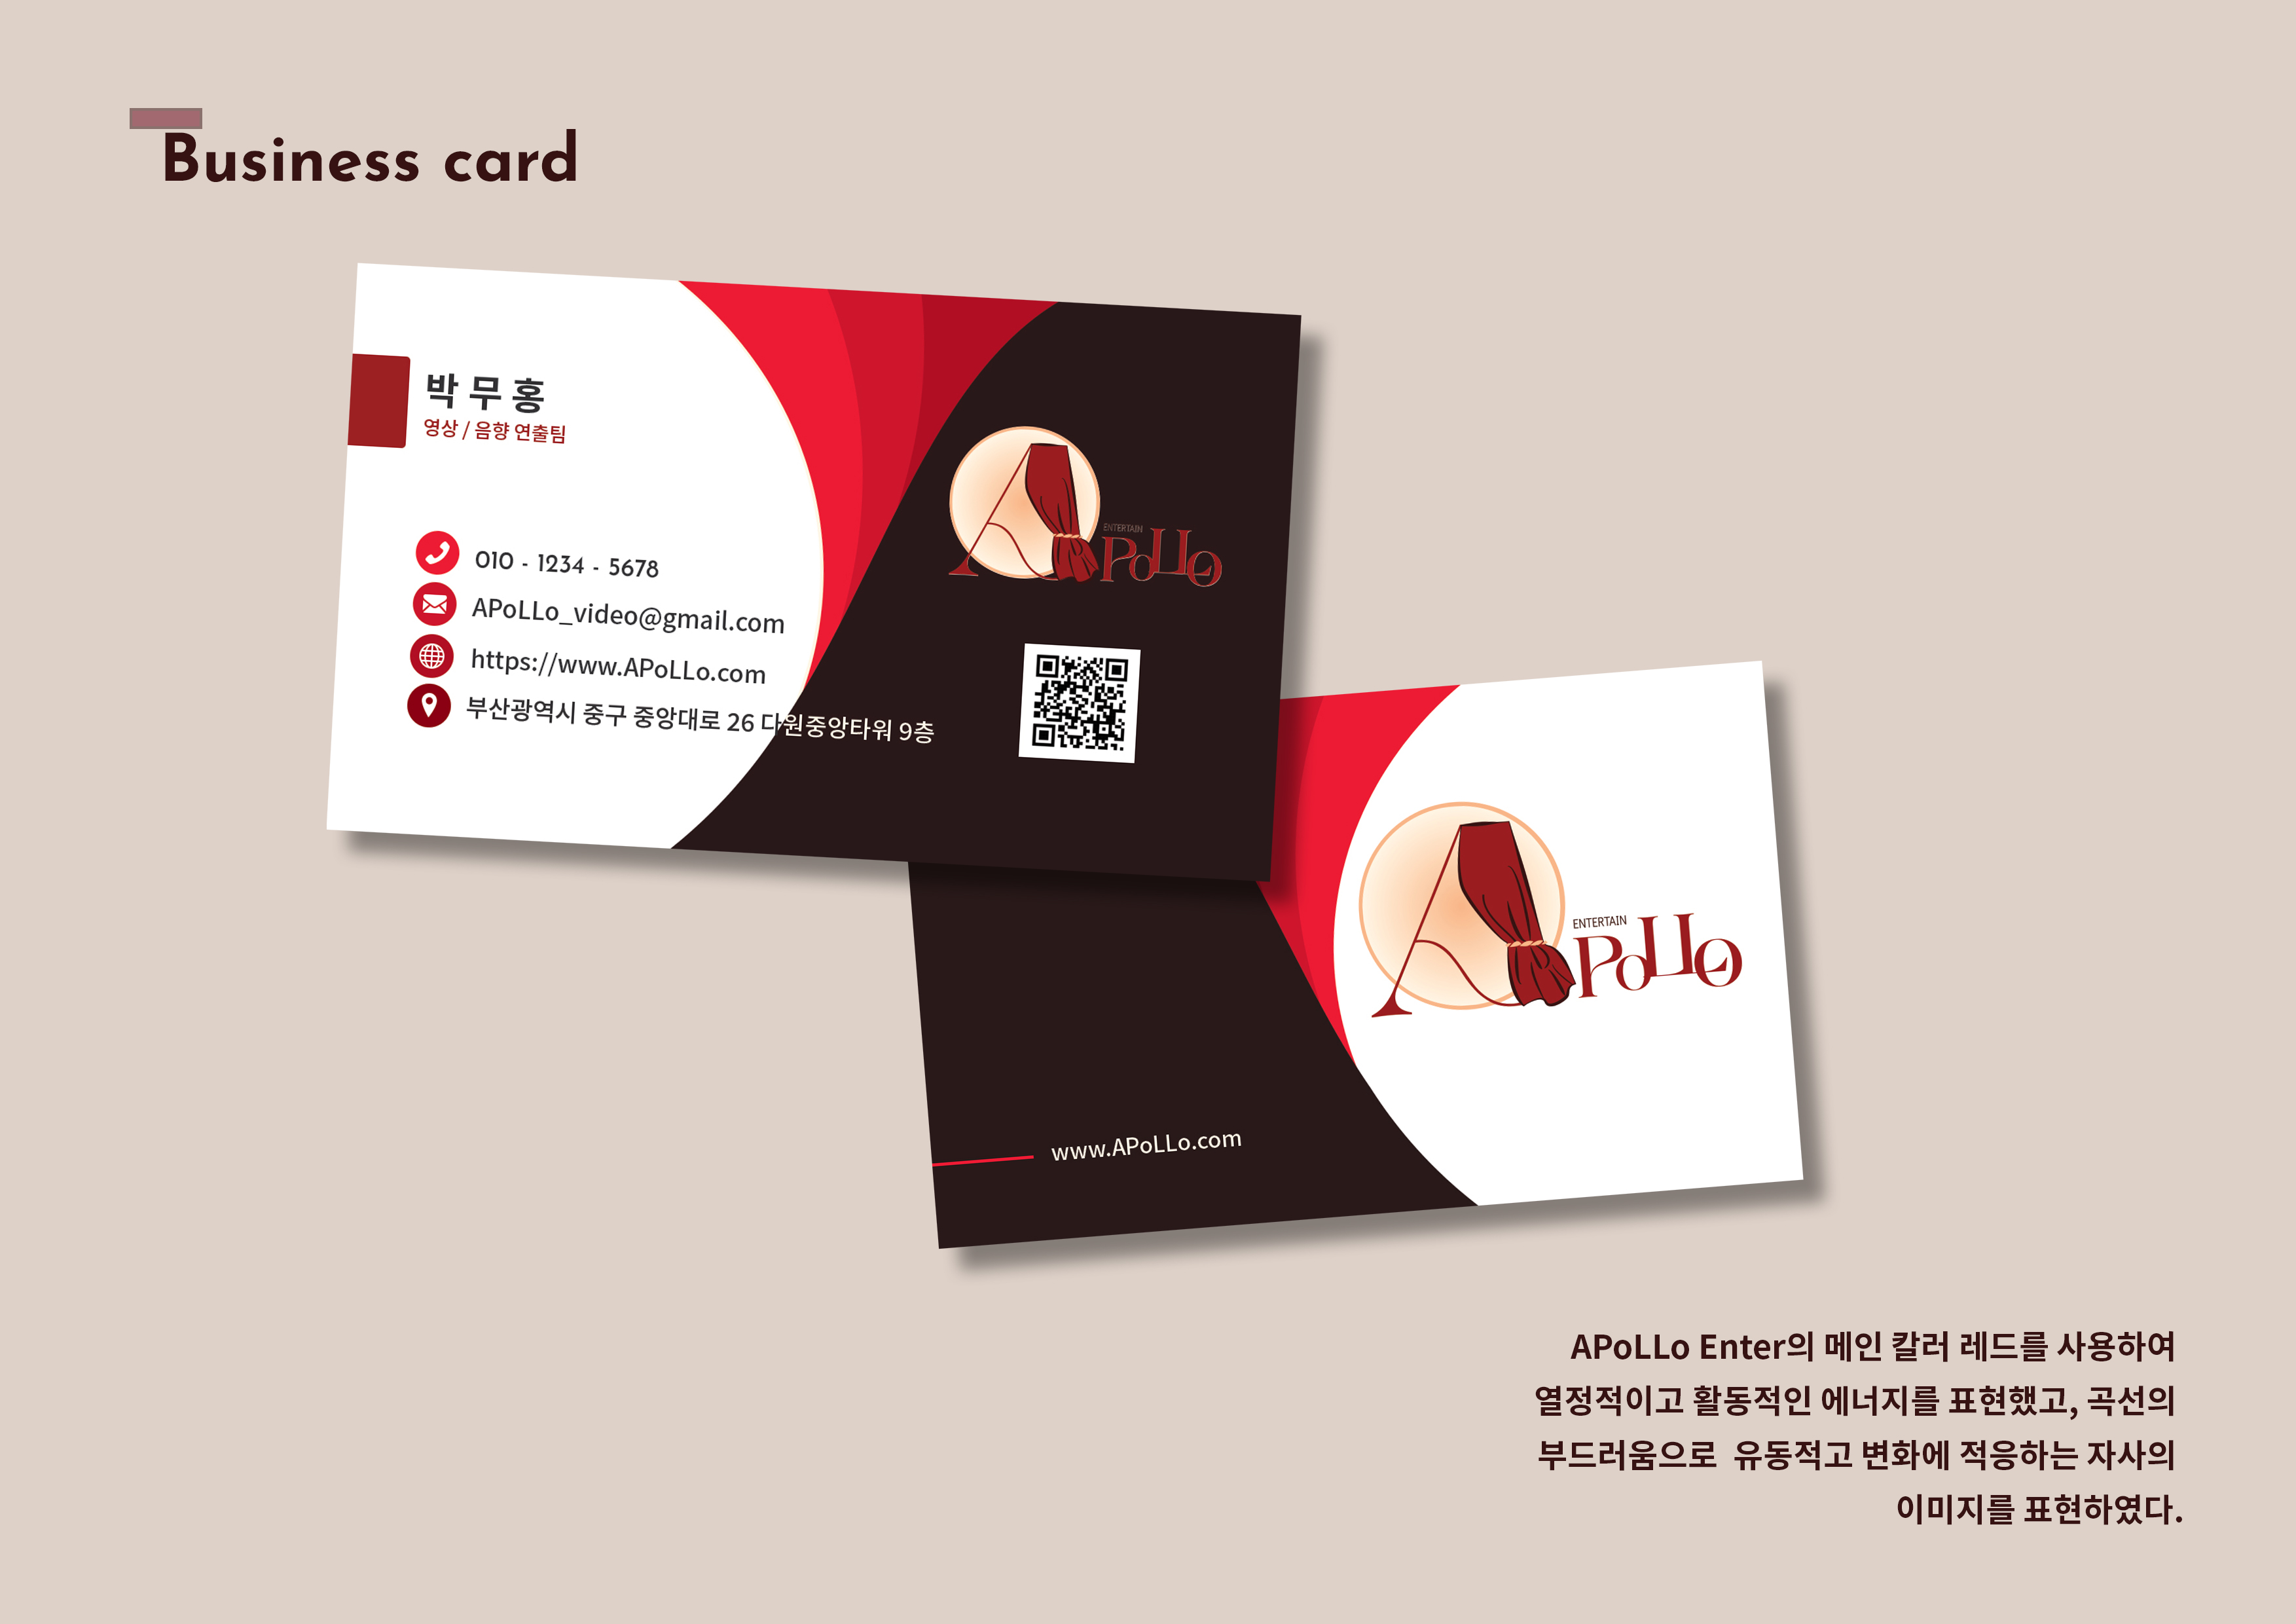 Business card
박 무 홍
영상 / 음향 연출팀
010 - 1234 - 5678
APoLLo_video@gmail.com
https://www.APoLLo.com
부산광역시 중구 중앙대로 26 다원중앙타워 9층
ENTERTAIN
APoLLo
ENTERTAIN
APoLLo
www.APoLLo.com
APoLLo Enter의 메인 칼러 레드를 사용하여
열정적이고 활동적인 에너지를 표현했고, 곡선의
부드러움으로 유동적고 변화에 적응하는 자사의
이미지를 표현하였다.